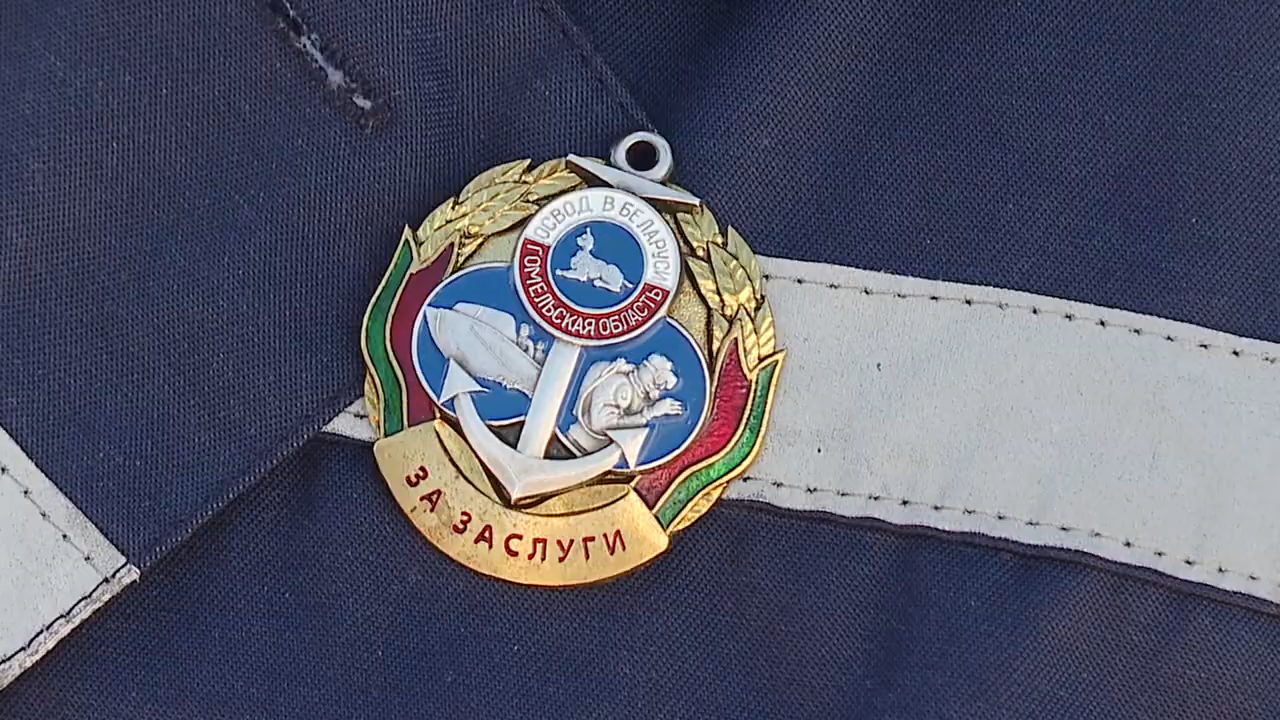 ОСВОД В БЕЛАРУСИ
ГОМЕЛЬСКАЯ ОБЛАСТЬ
ЗА ЗАСЛУГИ